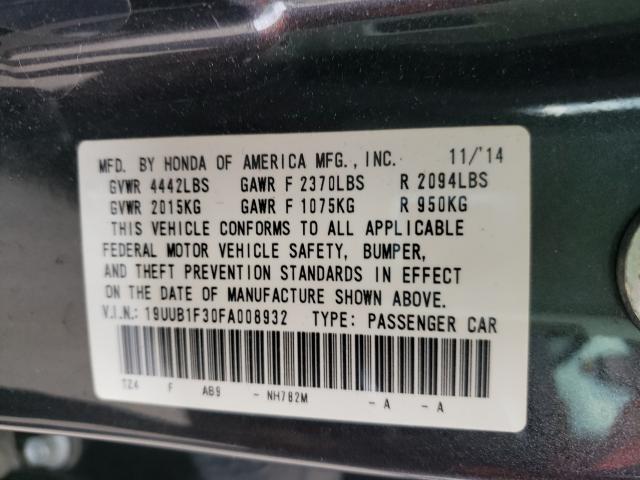 MFD. BY HONDA OF AMERICA MFG., INC. 11/'14
GVWR 4442LBS GAWR F 2370LBS R 2094LBS
GVWR 2015KG GAWR F 1075KG R 950KG
THIS VEHICLE CONFORMS TO ALL APPLICABLE
FEDERAL MOTOR VEHICLE SAFETY, BUMPER,
AND THEFT PREVENTION STANDARDS IN EFFECT
ON THE DATE OF MANUFACTURE SHOWN ABOVE.
V.I.N.: 19UUB1F30FA008932 TYPE: PASSENGER CAR
TZ4 F AB9 - NH782M - A - A